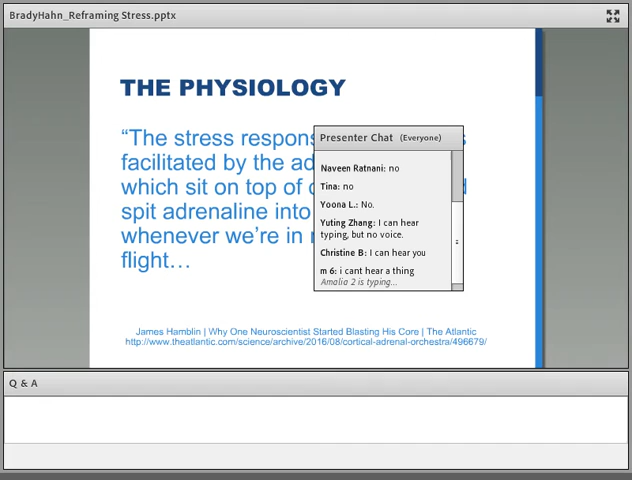 BradyHahn_Reframing Stress.pptx
THE PHYSIOLOGY
“The stress respons
facilitated by the ad
which sit on top of
spit adrenaline into
whenever we’re in
flight…
Presenter Chat (Everyone)
Naveen Ratnani: no
Tina: no
Yoona L.: No.
Yuting Zhang: I can hear
typing, but no voice.
Christine B: I can hear you
m 6: i cant hear a thing
Amalia 2 is typing...
James Hamblin | Why One Neuroscientist Started Blasting His Core | The Atlantic
http://www.theatlantic.com/science/archive/2016/08/cortical-adrenal-orchestra/496679/
Q & A